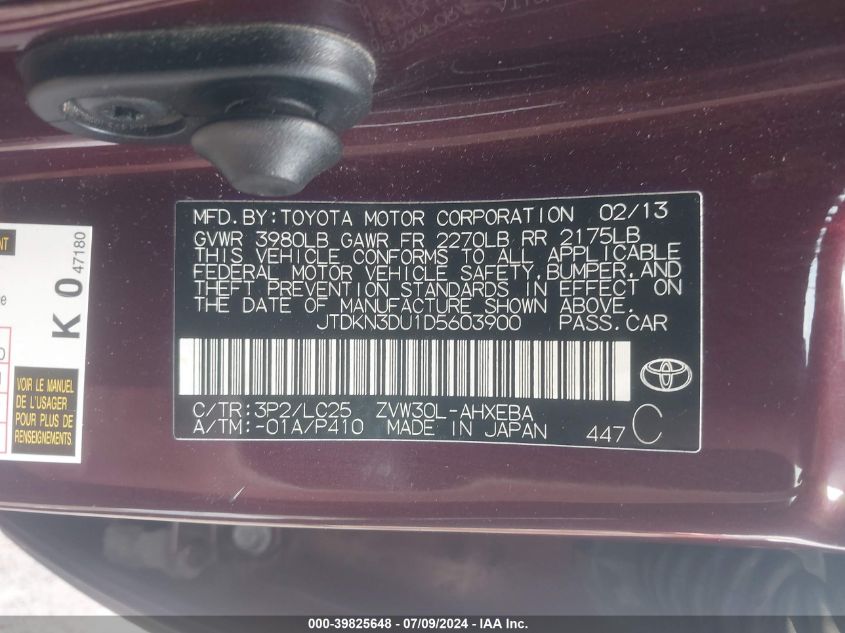 MFD.BY:TOYOTA MOTOR CORPORATION 02/13
GVWR 3980LB GAWR FR 2270LB RR 2175LB
THIS VEHICLE CONFORMS TO ALL APPLICABLE
FEDERAL MOTOR VEHICLE SAFETY,BUMPER,AND
THEFT PREVENTION STANDARDS IN EFFECT ON
THE DATE OF MANUFACTURE SHOWN ABOVE.
JTDKN3DU1D5603900 PASS.CAR
C/TR:3P2/LC25 ZVW30L-AHXEBA
A/TM:-01A/P410 MADE IN JAPAN 447 C
K 0 47180
VOIR LE MANUEL
DE L'USAGER
POUR PLUS DE
RENSEIGNEMENTS
000-39825648 - 07/09/2024 - IAA Inc.